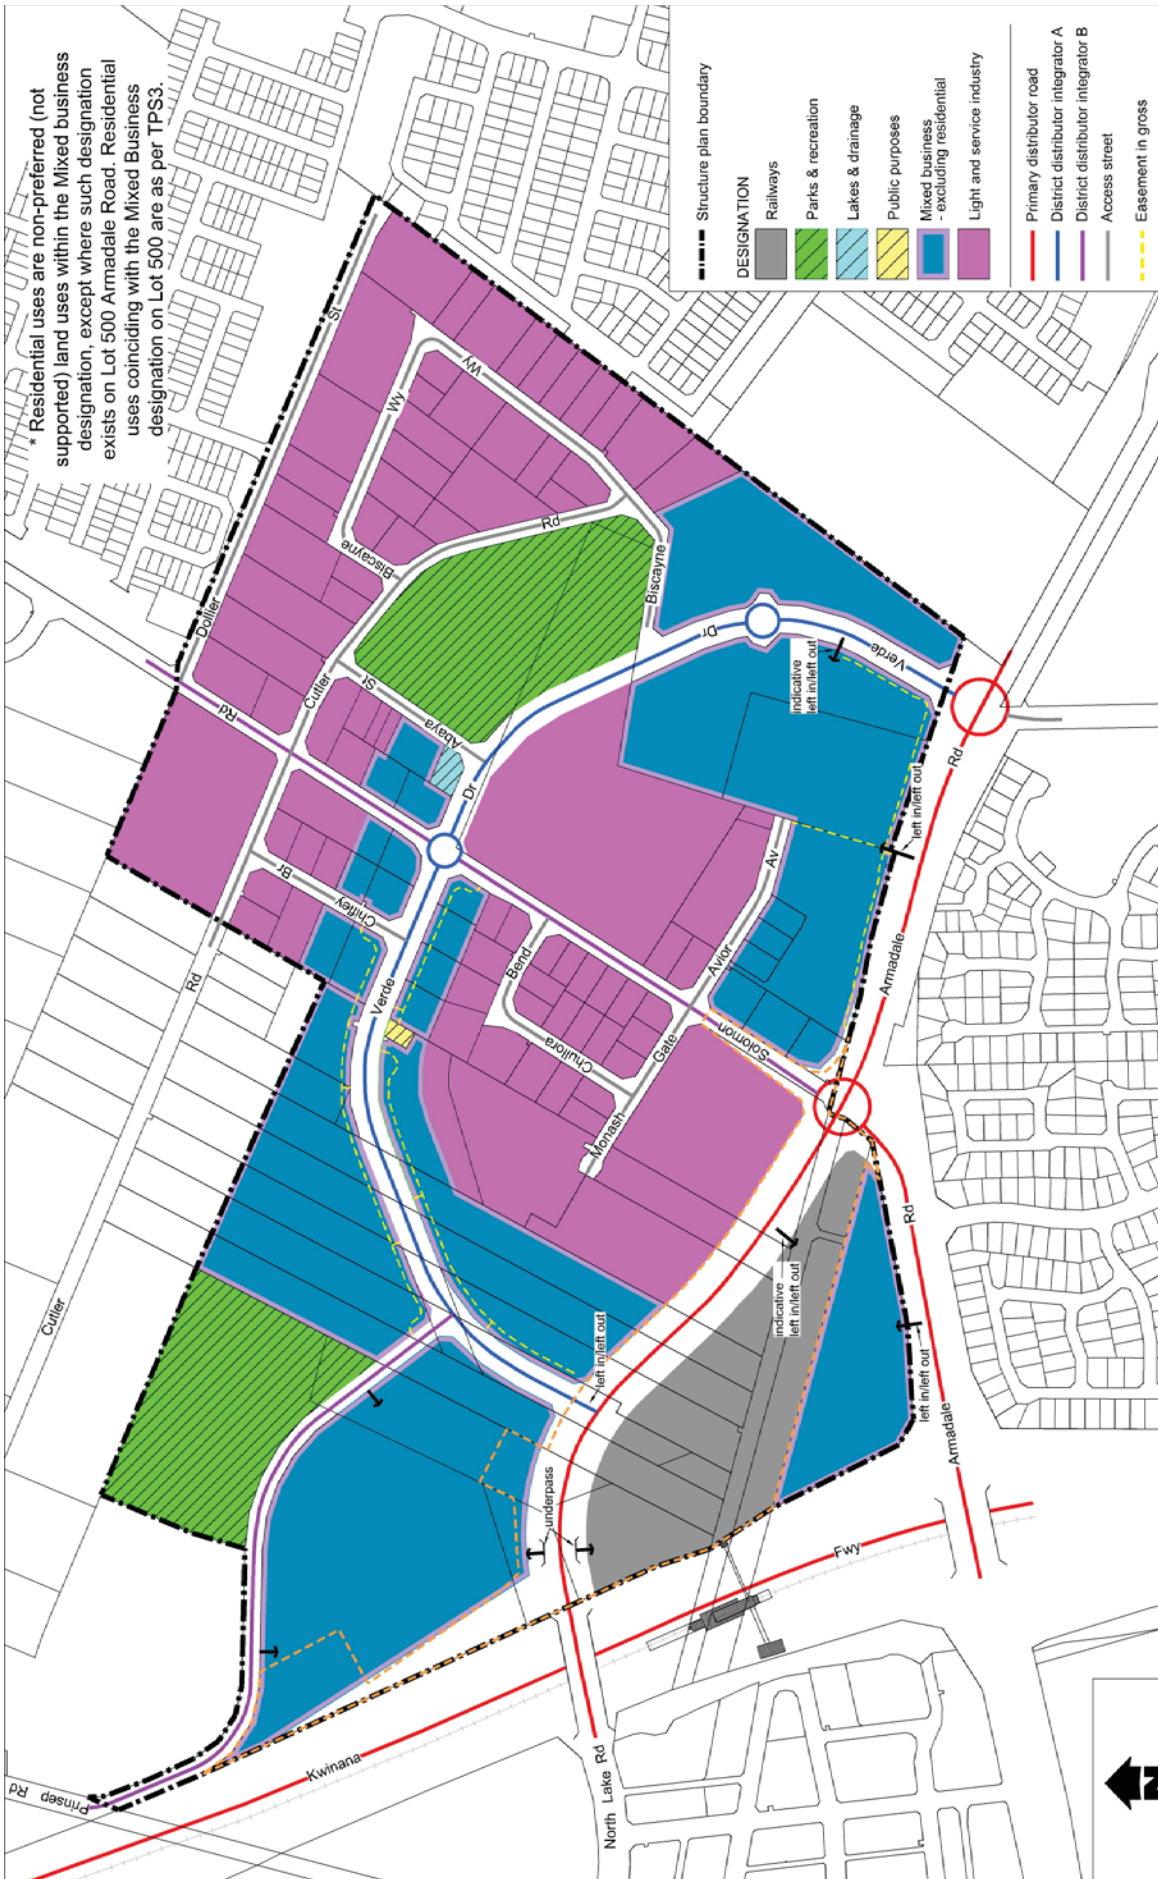 * Residential uses are non-preferred (not
supported) land uses within the Mixed business
designation, except where such designation
exists on Lot 500 Armadale Road. Residential
uses coinciding with the Mixed Business
designation on Lot 500 are as per TPS3.
Structure plan boundary
DESIGNATION
Railways
Parks & recreation
Lakes & drainage
Public purposes
Mixed business
- excluding residential
Light and service industry
Primary distributor road
District distributor integrator A
District distributor integrator B
Access street
Easement in gross
Prinsep Rd
Kwinana
Fwy
North Lake Rd
Cutler
Rd
Cutler
Rd
Dollier
St
Rd
Biscayne
Wy
Wy
Biscayne
Abaya
St
Dr
Dr
Verde
Verde
Chifley
Br
Bend
Chullora
Monash
Gate
Avior
Av
Solomon
Armadale
Rd
Armadale
Rd
underpass
left in/left out
indicative
left in/left out
left in/left out
left in/left out
indicative
left in/left out
N